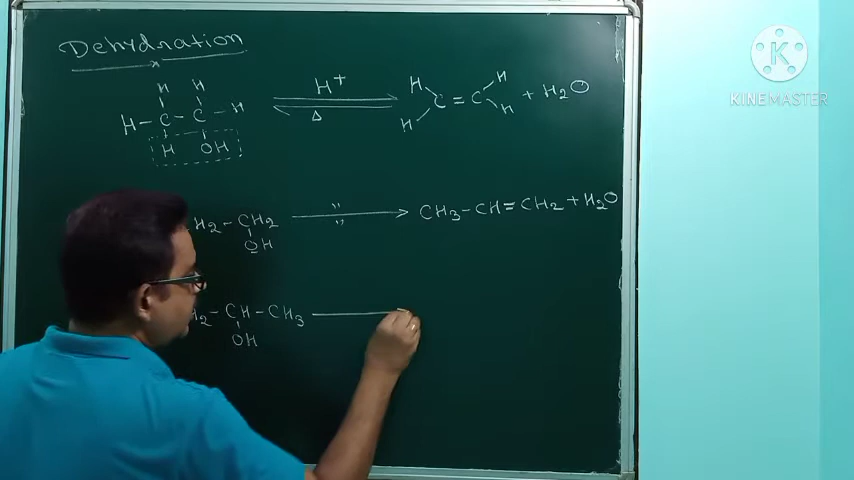 Dehydration
H H
H - C - C - H
H OH
H+
Δ
H H
C = C + H2O
H H
H2 - CH2
OH
" "
CH3 - CH = CH2 + H2O
H2 - CH - CH3
OH
K
KINEMASTER